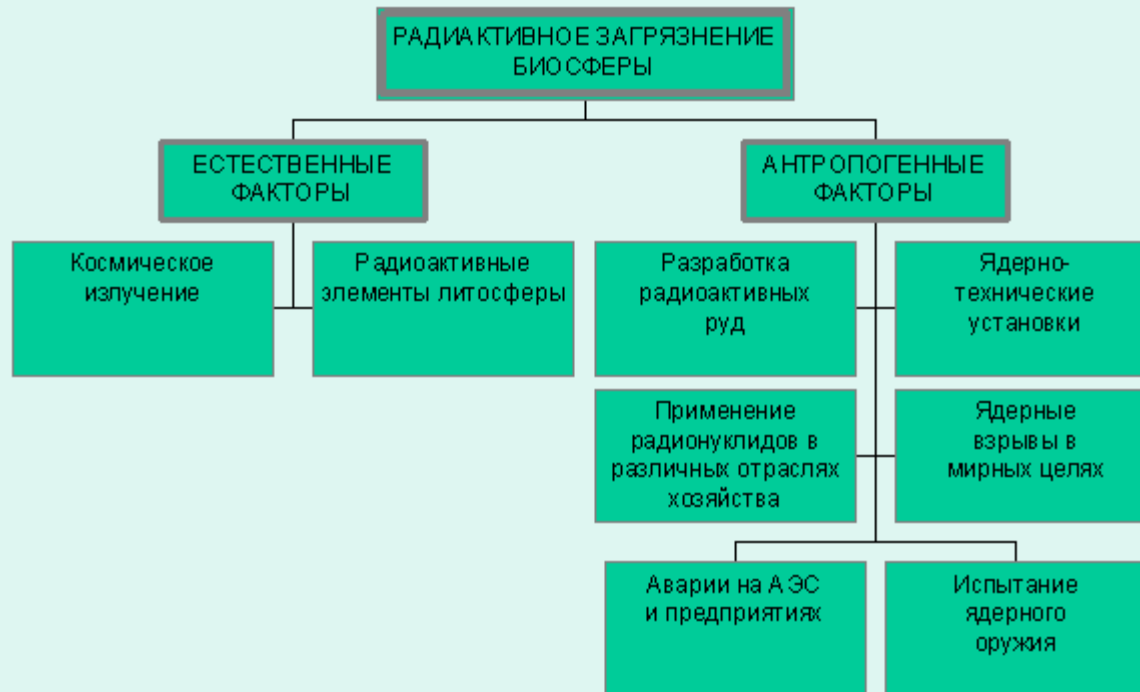 РАДИАКТИВНОЕ ЗАГРЯЗНЕНИЕ
БИОСФЕРЫ
ЕСТЕСТВЕННЫЕ
ФАКТОРЫ
АНТРОПОГЕННЫЕ
ФАКТОРЫ
Космическое
излучение
Радиоактивные
элементы литосферы
Разработка
радиоактивных
руд
Ядерно-
технические
установки
Применение
радионуклидов в
различных отраслях
хозяйства
Ядерные
взрывы в
мирных целях
Аварии на АЭС
и предприятиях
Испытание
ядерного
оружия